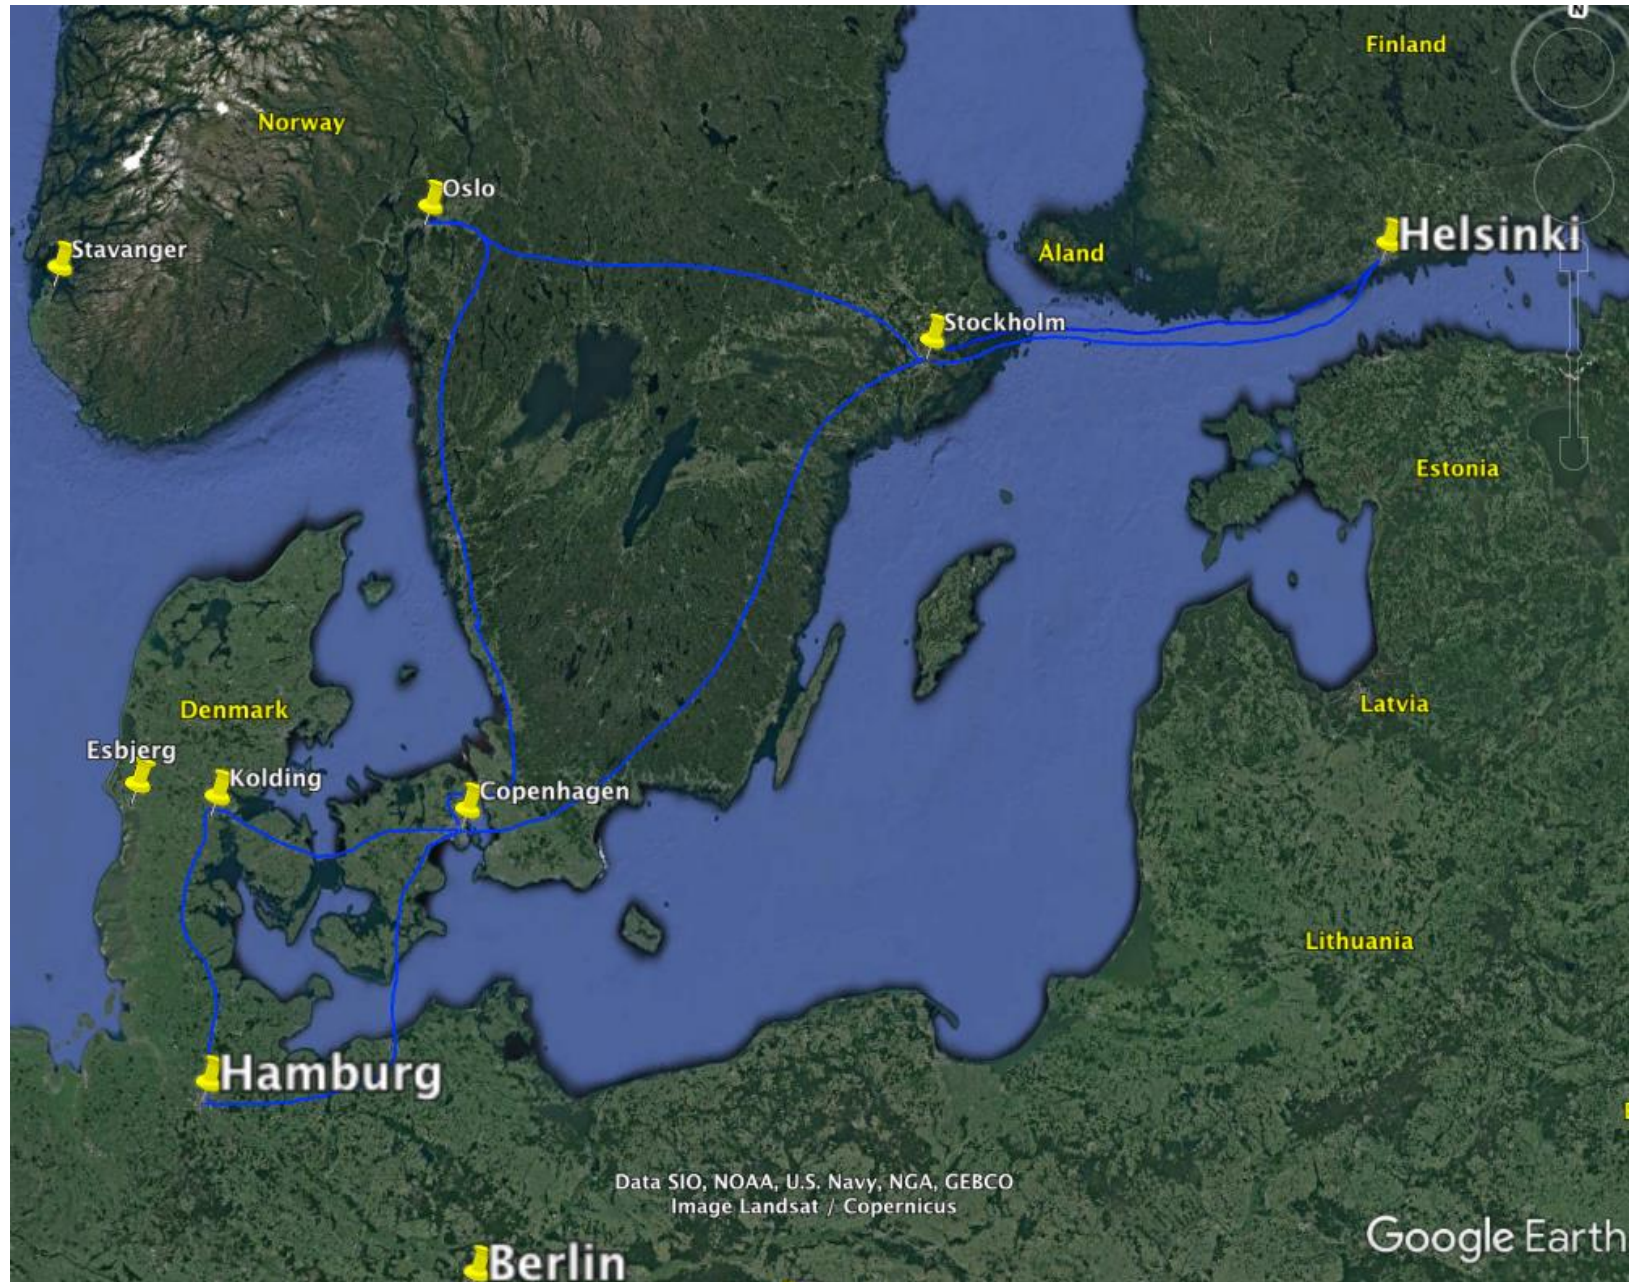 N
Finland
Norway
Oslo
Helsinki
Stavanger
Åland
Stockholm
Estonia
Denmark
Latvia
Esbjerg
Kolding
Copenhagen
Lithuania
Hamburg
Data SIO, NOAA, U.S. Navy, NGA, GEBCO
Image Landsat / Copernicus
Google Earth
Berlin